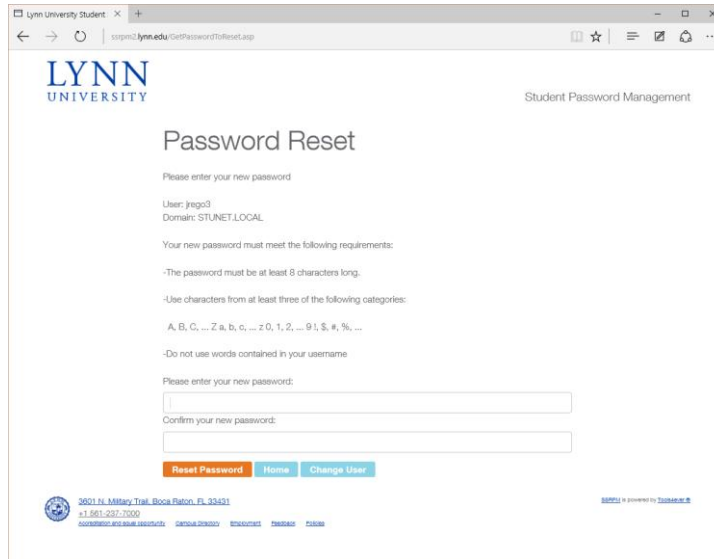 Lynn University Student
ssrpm2.lynn.edu/GetPasswordToReset.asp
LYNN
UNIVERSITY
Student Password Management
Password Reset
Please enter your new password
User: jrego3
Domain: STUNET.LOCAL
Your new password must meet the following requirements:
-The password must be at least 8 characters long.
-Use characters from at least three of the following categories:
A, B, C, ... Z a, b, c, ... z 0, 1, 2, ... 9 !, $, #, %, ...
-Do not use words contained in your username
Please enter your new password:
Confirm your new password:
Reset Password Home Change User
3601 N. Military Trail, Boca Raton, FL 33431
+1 561-237-7000
Accreditation and equal opportunity Campus Directory Employment Feedback Policies
SSRPM is powered by Tools4ever ®